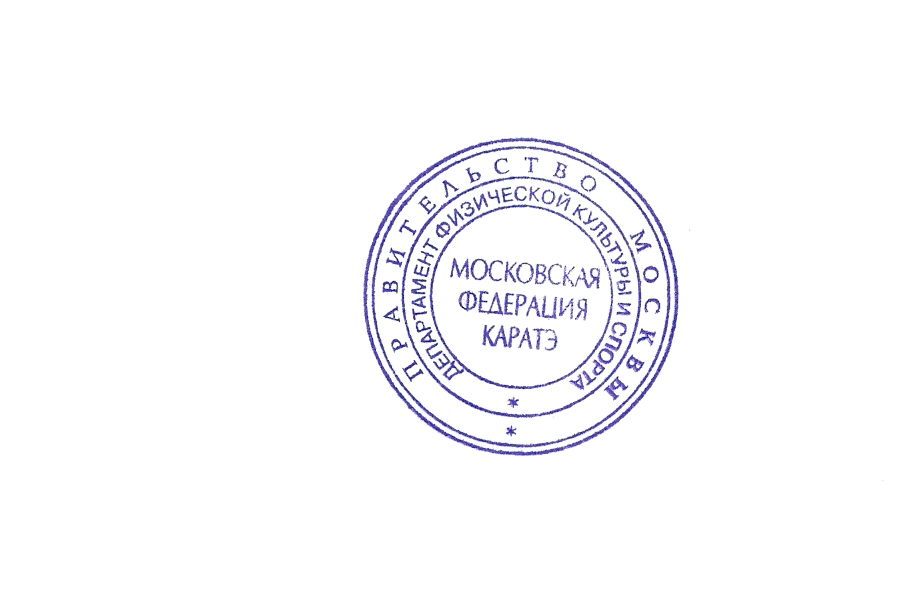 ПРАВИТЕЛЬСТВО МОСКВЫ
ДЕПАРТАМЕНТ ФИЗИЧЕСКОЙ КУЛЬТУРЫ И СПОРТА
МОСКОВСКАЯ
ФЕДЕРАЦИЯ
КАРАТЭ